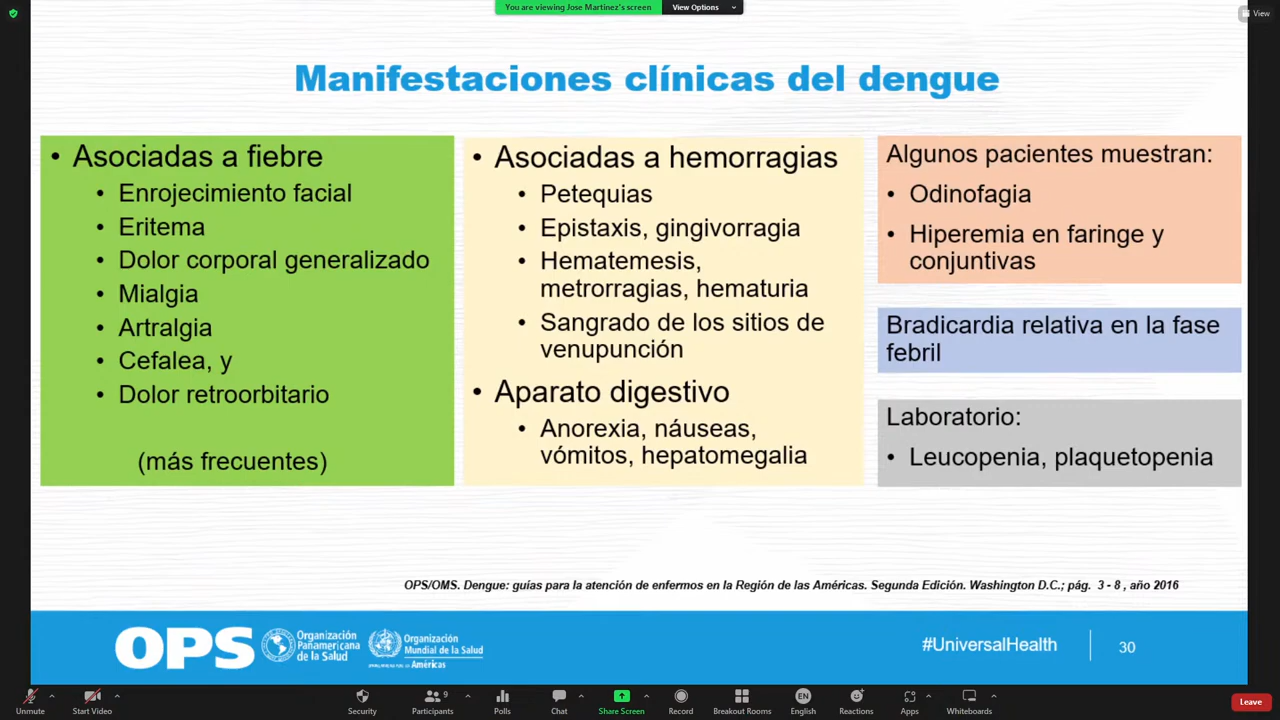 You are viewing Jose Martinez's screen
View Options
View
Manifestaciones clínicas del dengue
• Asociadas a fiebre
• Enrojecimiento facial
• Eritema
• Dolor corporal generalizado
• Mialgia
• Artralgia
• Cefalea, y
• Dolor retroorbitario
(más frecuentes)
• Asociadas a hemorragias
• Petequias
• Epistaxis, gingivorragia
• Hematemesis,
metrorragias, hematuria
• Sangrado de los sitios de
venupunción
• Aparato digestivo
• Anorexia, náuseas,
vómitos, hepatomegalia
Algunos pacientes muestran:
• Odinofagia
• Hiperemia en faringe y
conjuntivas
Bradicardia relativa en la fase
febril
Laboratorio:
• Leucopenia, plaquetopenia
OPS/OMS. Dengue: guías para la atención de enfermos en la Región de las Américas. Segunda Edición. Washington D.C.; pág. 3 - 8 , año 2016
OPS
Organización
Panamericana
de la Salud
Organización
Mundial de la Salud
Américas
#UniversalHealth
30
Unmute
Start Video
Security
Participants
9
Polls
Chat
Share Screen
Record
Breakout Rooms
EN
English
Reactions
Apps
Whiteboards
Leave